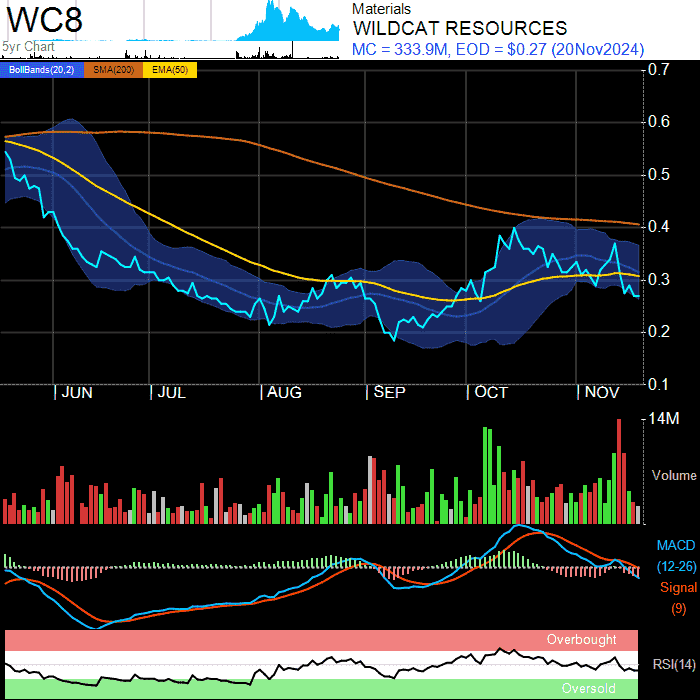 WC8
5yr Chart
Materials
WILDCAT RESOURCES
MC = 333.9M, EOD = $0.27 (20Nov2024)
BollBands(20,2) SMA(200) EMA(50)
0.7
0.6
0.5
0.4
0.3
0.2
0.1
JUN JUL AUG SEP OCT NOV
14M
Volume
MACD
(12-26)
Signal
(9)
Overbought
RSI(14)
Oversold